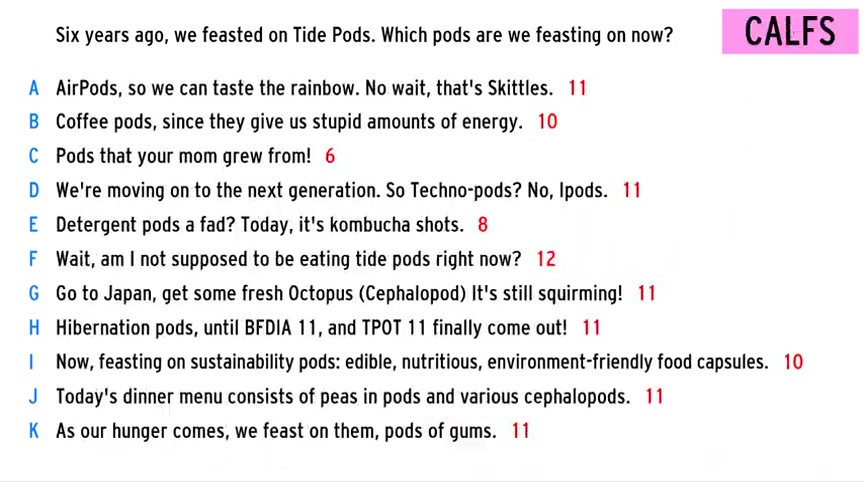 Six years ago, we feasted on Tide Pods. Which pods are we feasting on now?
CALFS
A AirPods, so we can taste the rainbow. No wait, that's Skittles. 11
B Coffee pods, since they give us stupid amounts of energy. 10
C Pods that your mom grew from! 6
D We're moving on to the next generation. So Techno-pods? No, Ipods. 11
E Detergent pods a fad? Today, it's kombucha shots. 8
F Wait, am I not supposed to be eating tide pods right now? 12
G Go to Japan, get some fresh Octopus (Cephalopod) It's still squirming! 11
H Hibernation pods, until BFDIA 11, and TPOT 11 finally come out! 11
I Now, feasting on sustainability pods: edible, nutritious, environment-friendly food capsules. 10
J Today's dinner menu consists of peas in pods and various cephalopods. 11
K As our hunger comes, we feast on them, pods of gums. 11